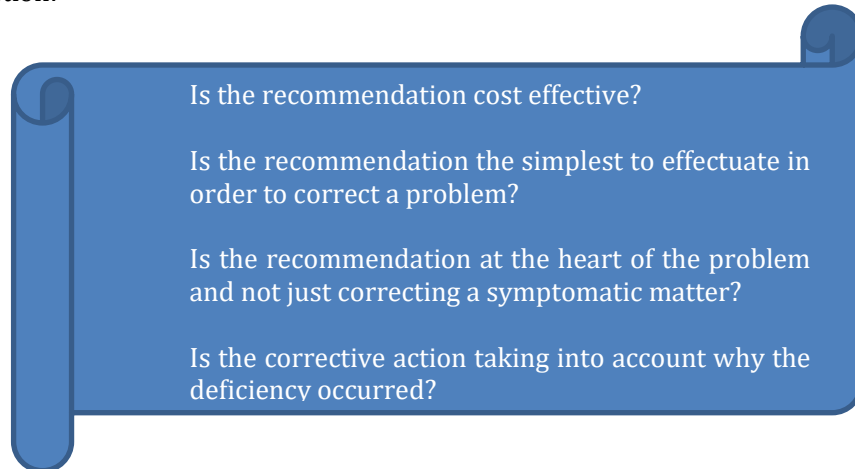 Is the recommendation cost effective?
Is the recommendation the simplest to effectuate in
order to correct a problem?
Is the recommendation at the heart of the problem
and not just correcting a symptomatic matter?
Is the corrective action taking into account why the
deficiency occurred?